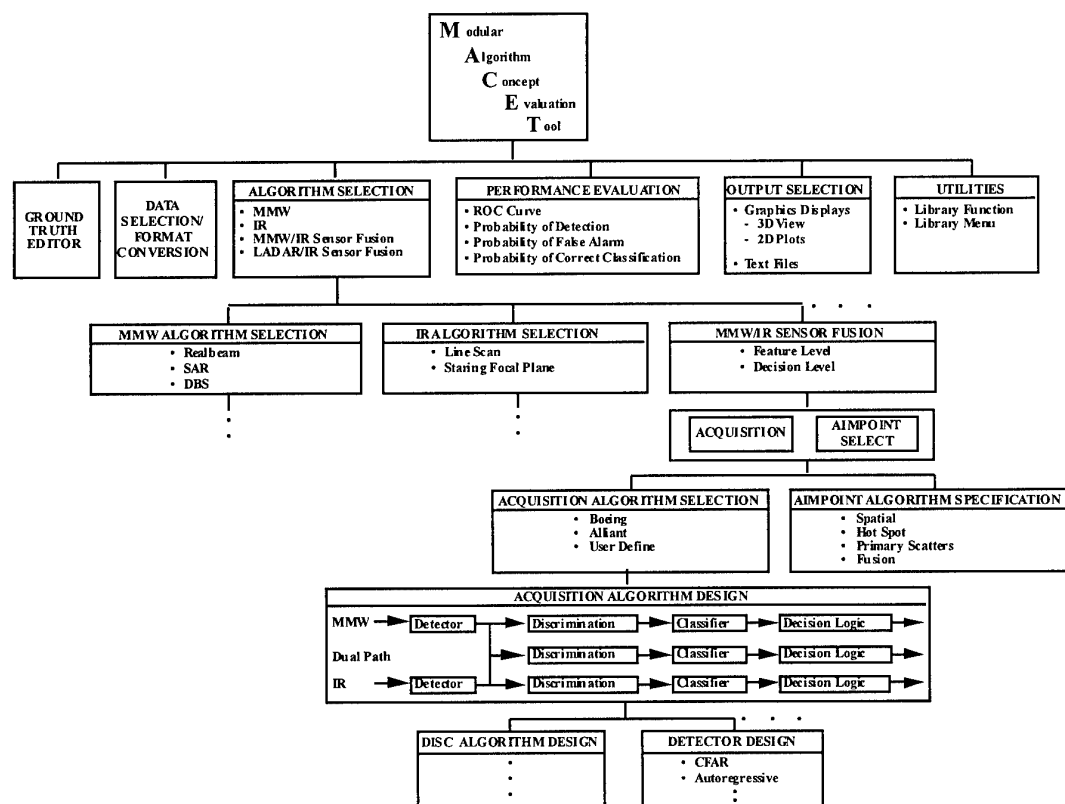 Modular
Algorithm
Concept
Evaluation
Tool
GROUND
TRUTH
EDITOR
DATA
SELECTION/
FORMAT
CONVERSION
ALGORITHM SELECTION
• MMW
• IR
• MMW/IR Sensor Fusion
• LADAR/IR Sensor Fusion
PERFORMANCE EVALUATION
• ROC Curve
• Probability of Detection
• Probability of False Alarm
• Probability of Correct Classification
OUTPUT SELECTION
• Graphics Displays
- 3D View
- 2D Plots
• Text Files
UTILITIES
• Library Function
• Library Menu
MMW ALGORITHM SELECTION
• Realbeam
• SAR
• DBS
IR ALGORITHM SELECTION
• Line Scan
• Staring Focal Plane
MMW/IR SENSOR FUSION
• Feature Level
• Decision Level
ACQUISITION
AIMPOINT
SELECT
ACQUISITION ALGORITHM SELECTION
• Boeing
• Alliant
• User Define
AIMPOINT ALGORITHM SPECIFICATION
• Spatial
• Hot Spot
• Primary Scatters
• Fusion
ACQUISITION ALGORITHM DESIGN
MMW Detector Discrimination Classifier Decision Logic
Dual Path Discrimination Classifier Decision Logic
IR Detector Discrimination Classifier Decision Logic
DISC ALGORITHM DESIGN
DETECTOR DESIGN
• CFAR
• Autoregressive